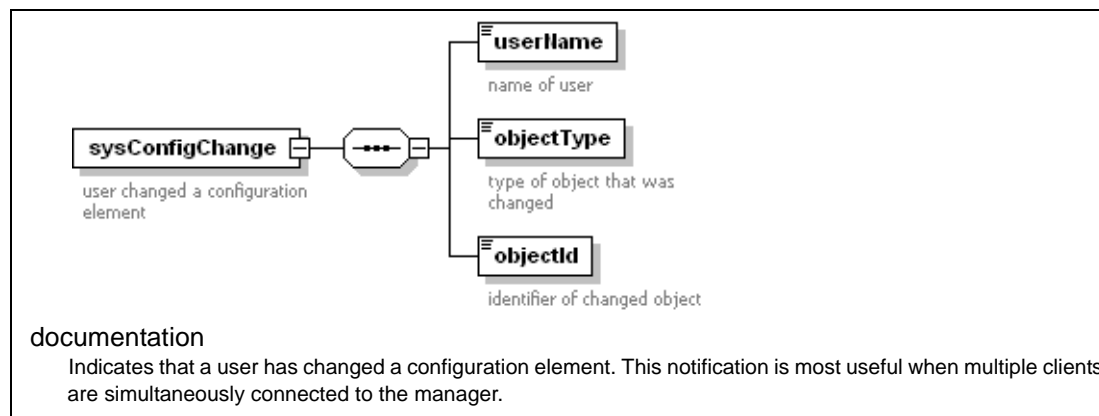 userName
name of user
objectType
type of object that was
changed
sysConfigChange
user changed a configuration
element
objectId
identifier of changed object
documentation
Indicates that a user has changed a configuration element. This notification is most useful when multiple clients
are simultaneously connected to the manager.